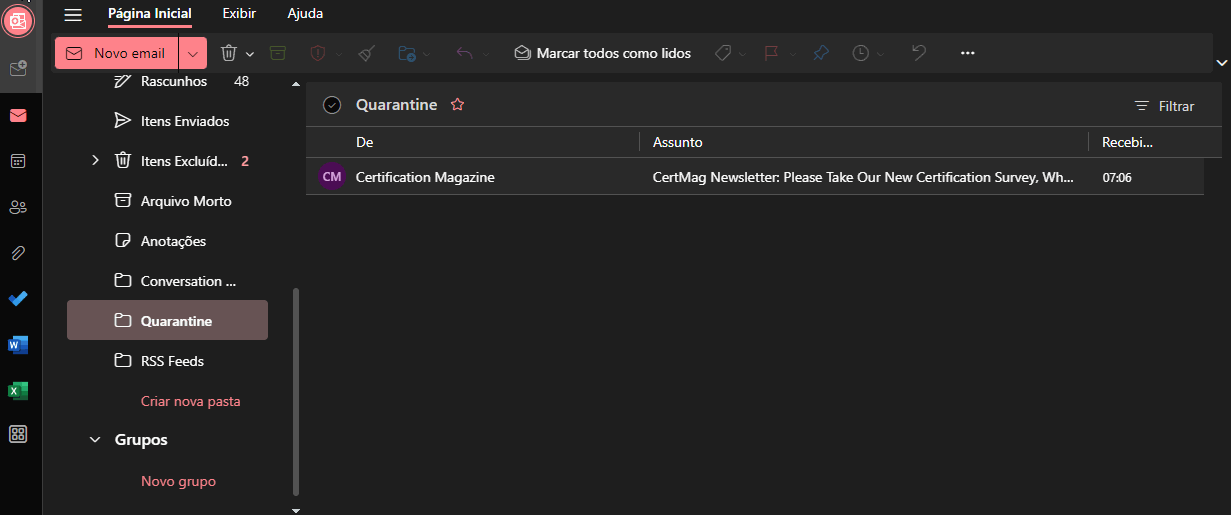 Página Inicial Exibir Ajuda
Novo email Marcar todos como lidos
Rascunhos 48
Itens Enviados
Itens Excluíd... 2
Arquivo Morto
Anotações
Conversation ...
Quarantine
RSS Feeds
Criar nova pasta
Grupos
Novo grupo
Quarantine Filtrar
De Assunto Recebi...
CM Certification Magazine CertMag Newsletter: Please Take Our New Certification Survey, Wh... 07:06